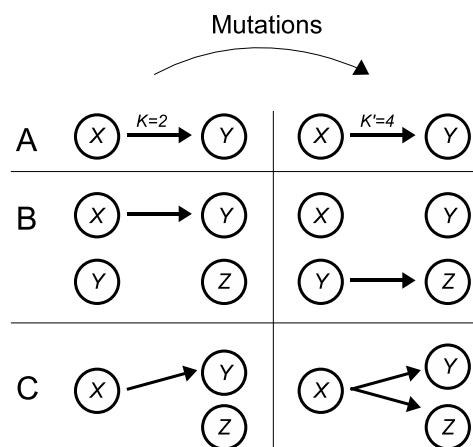 Mutations
A X K=2 Y X K'=4 Y
B X Y X Y
Y Z Y Z
C X Y X Y
Z Z